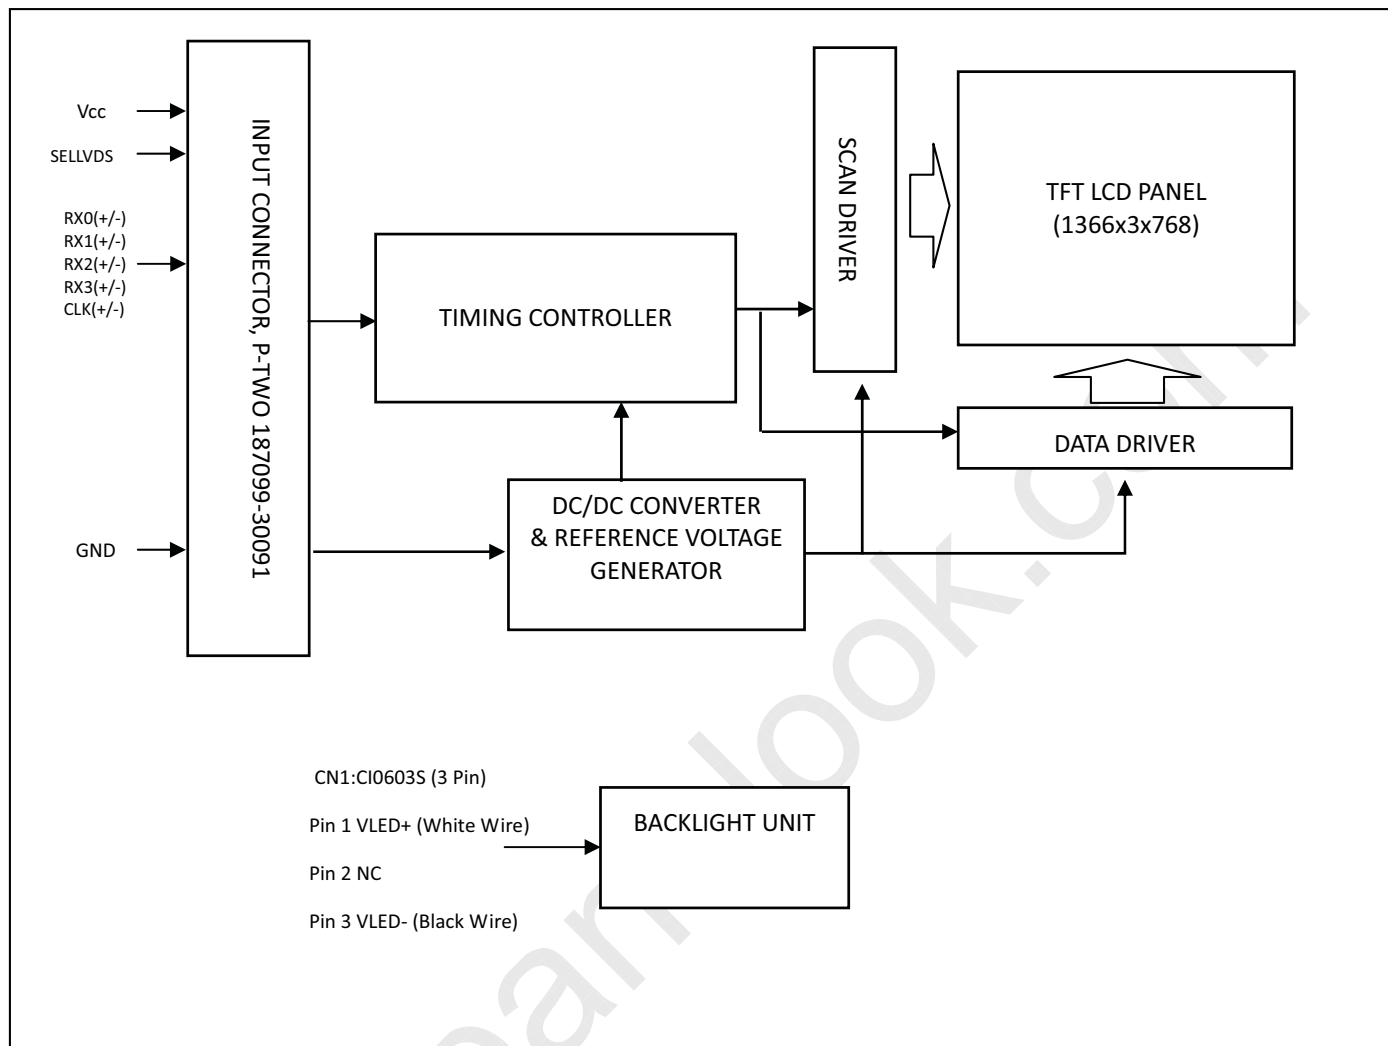 Vcc
SELLVDS
RX0(+/-)
RX1(+/-)
RX2(+/-)
RX3(+/-)
CLK(+/-)
GND
INPUT CONNECTOR, P-TWO 187099-30091
TIMING CONTROLLER
SCAN DRIVER
TFT LCD PANEL
(1366x3x768)
DATA DRIVER
DC/DC CONVERTER
& REFERENCE VOLTAGE
GENERATOR
CN1:CI0603S (3 Pin)
Pin 1 VLED+ (White Wire)
Pin 2 NC
Pin 3 VLED- (Black Wire)
BACKLIGHT UNIT
panlook.com